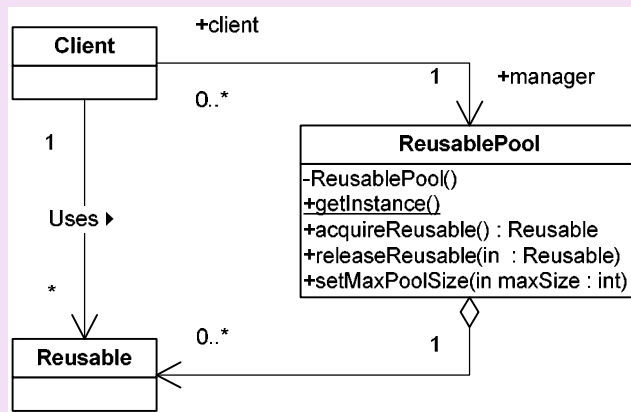 +client
Client
1
+manager
0..*
1
ReusablePool
-ReusablePool()
+getInstance()
+acquireReusable() : Reusable
Uses ▶
+releaseReusable(in  : Reusable)
+setMaxPoolSize(in maxSize : int)
*
0..*
1
Reusable